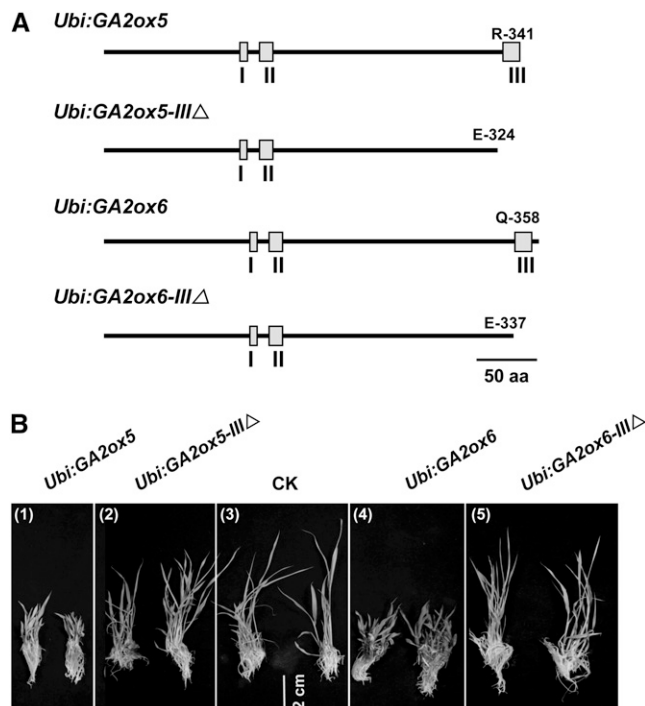 A
Ubi:GA2ox5
R-341
I II III
Ubi:GA2ox5-III△
E-324
I II
Ubi:GA2ox6
Q-358
I II III
Ubi:GA2ox6-III△
E-337
I II
50 aa
B
Ubi:GA2ox5
Ubi:GA2ox5-III△
CK
Ubi:GA2ox6
Ubi:GA2ox6-III△
(1) (2) (3) (4) (5)
2 cm